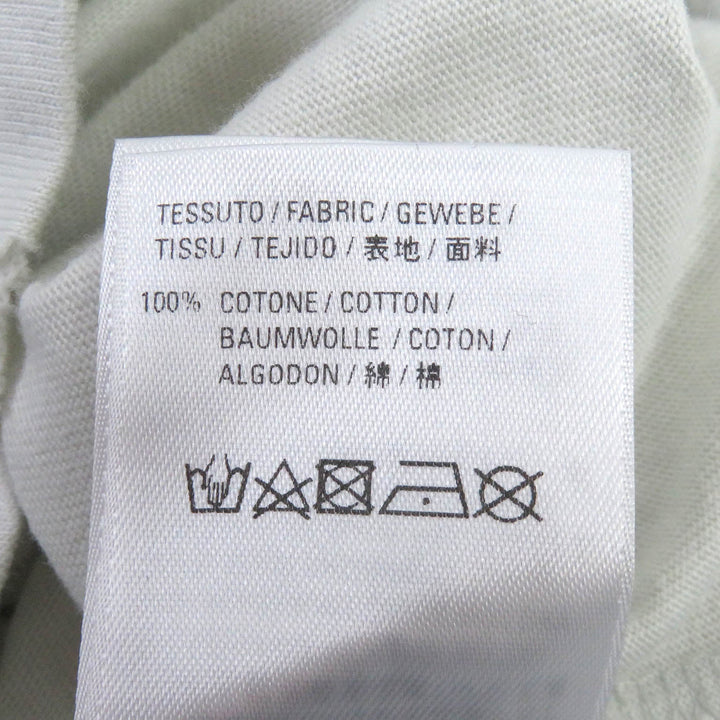 TESSUTO / FABRIC / GEWEBE /
TISSU / TEJIDO / 表地 / 面料
100% COTONE / COTTON /
BAUMWOLLE / COTON /
ALGODON / 綿 / 棉